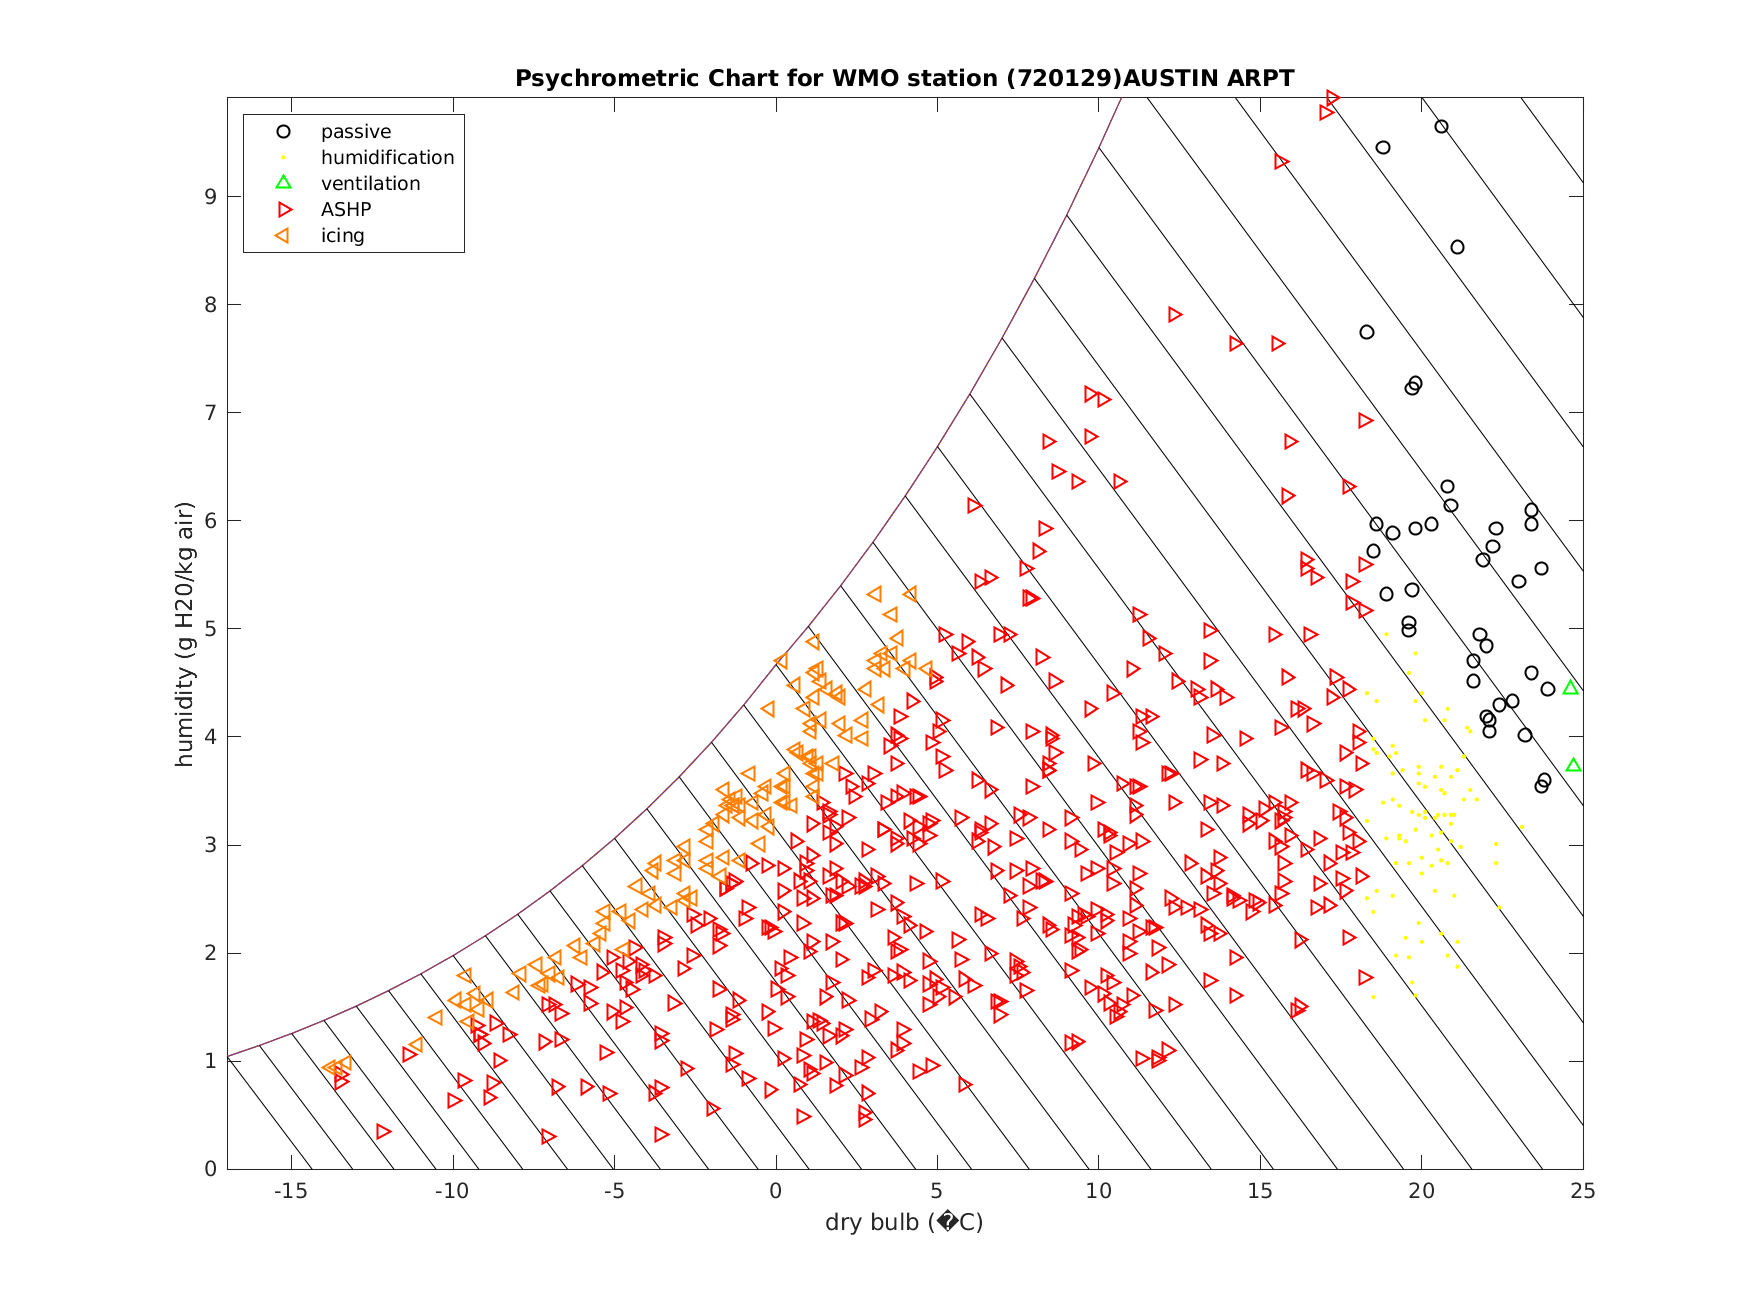 Psychrometric Chart for WMO station (720129)AUSTIN ARPT
passive
humidification
ventilation
ASHP
icing
humidity (g H20/kg air)
9
8
7
6
5
4
3
2
1
0
-15
-10
-5
0
5
10
15
20
25
dry bulb (�C)